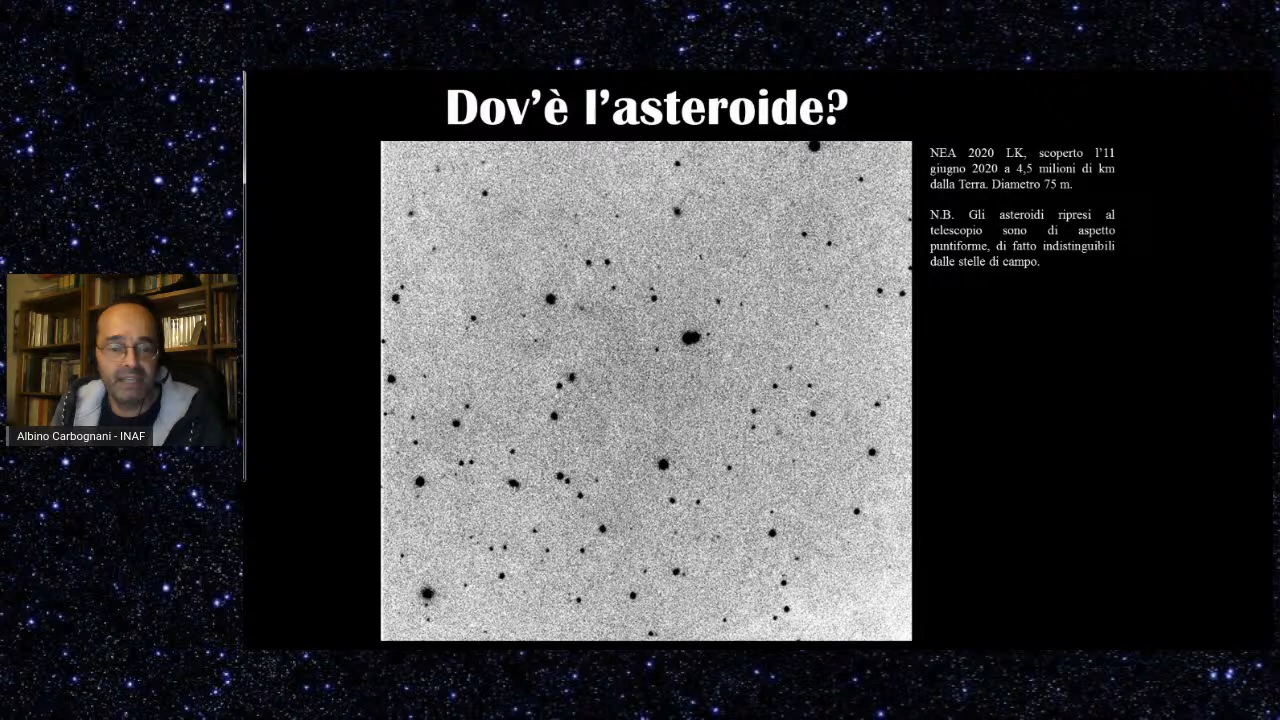 Dov'è l'asteroide?
NEA 2020 LK, scoperto l'11
giugno 2020 a 4,5 milioni di km
dalla Terra. Diametro 75 m.
N.B. Gli asteroidi ripresi al
telescopio sono di aspetto
puntiforme, di fatto indistinguibili
dalle stelle di campo.
Albino Carbognani - INAF